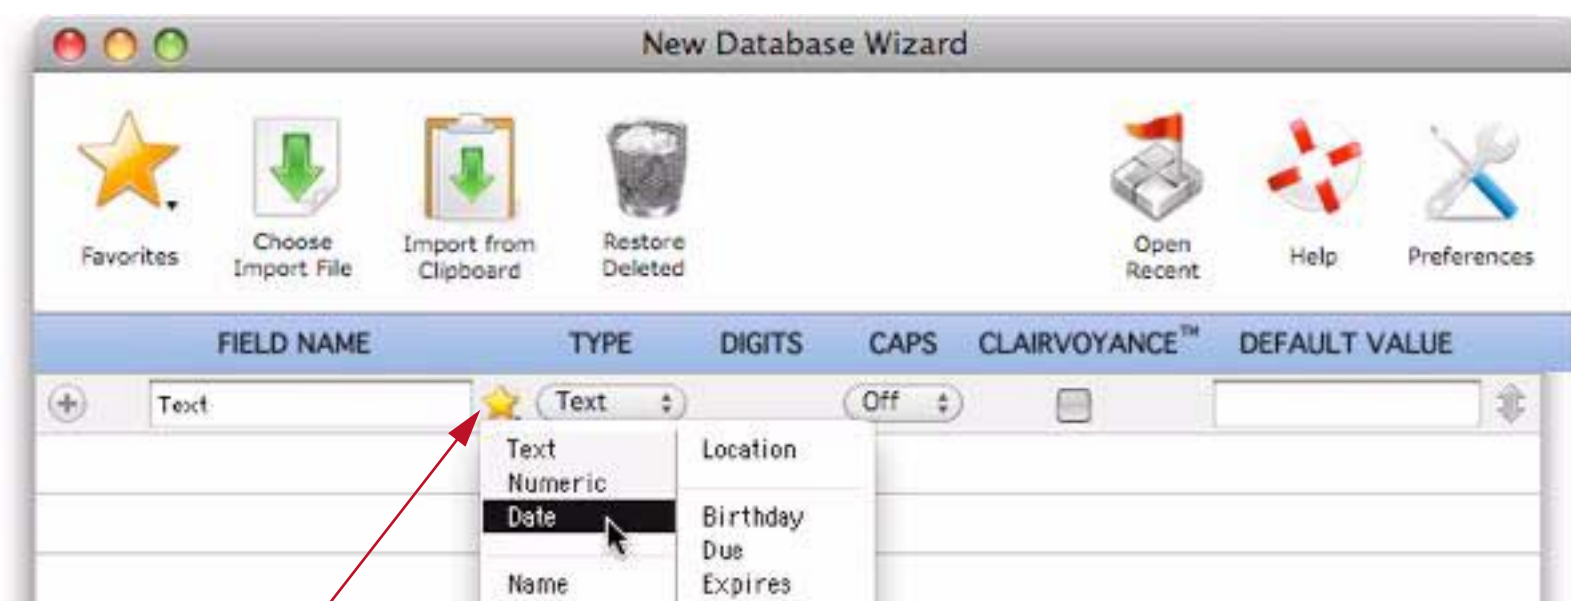 New Database Wizard
Favorites
Choose
Import File
Import from
Clipboard
Restore
Deleted
Open
Recent
Help
Preferences
FIELD NAME TYPE DIGITS CAPS CLAIRVOYANCE™ DEFAULT VALUE
Text Text Off
Text Location
Numeric
Date Birthday
Due
Name Expires